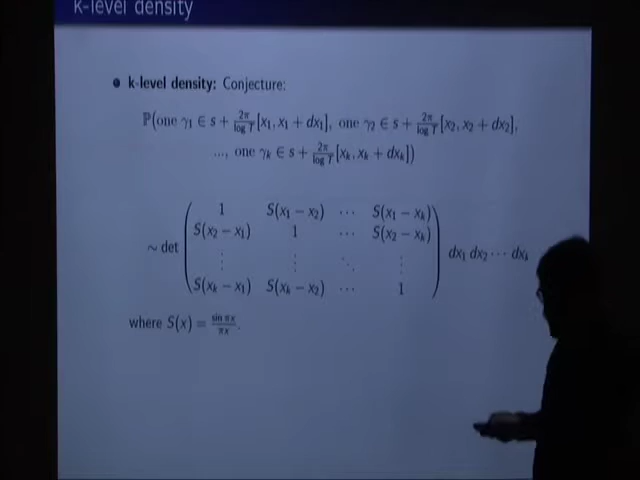 k-level density
• k-level density: Conjecture:
ℙ(one γ₁ ∈ s + 2π/log T [x₁, x₁ + dx₁], one γ₂ ∈ s + 2π/log T [x₂, x₂ + dx₂],
..., one γₖ ∈ s + 2π/log T [xₖ, xₖ + dxₖ])
1 S(x₁ − x₂) ⋯ S(x₁ − xₖ)
S(x₂ − x₁) 1 ⋯ S(x₂ − xₖ)
∼ det ⋮ ⋮ ⋱ ⋮ dx₁ dx₂ ⋯ dxₖ
S(xₖ − x₁) S(xₖ − x₂) ⋯ 1
where S(x) = sin πx/πx.